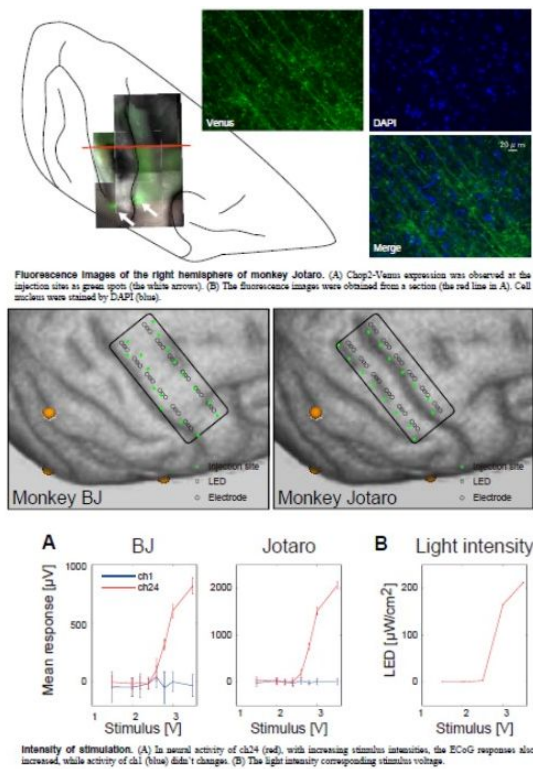 Venus
DAPI
20 μm
Merge
Fluorescence images of the right hemisphere of monkey Jotaro. (A) Chop2-Venus expression was observed at the
injection sites as green spots (the white arrows). (B) The fluorescence images were obtained from a section (the red line in A). Cell
nucleus were stained by DAPI (blue).
Injection site
LED
Electrode
Monkey BJ
Injection site
LED
Electrode
Monkey Jotaro
A
BJ
Jotaro
B
Light intensity
Mean response [μV]
1000
500
0
ch1
ch24
1 2 3
Stimulus [V]
2000
1000
0
1 2 3
Stimulus [V]
LED [μW/cm²]
200
100
0
1 2 3
Stimulus [V]
Intensity of stimulation. (A) In neural activity of ch24 (red), with increasing stimulus intensities, the ECoG responses also
increased, while activity of ch1 (blue) didn't changes. (B) The light intensity corresponding stimulus voltage.